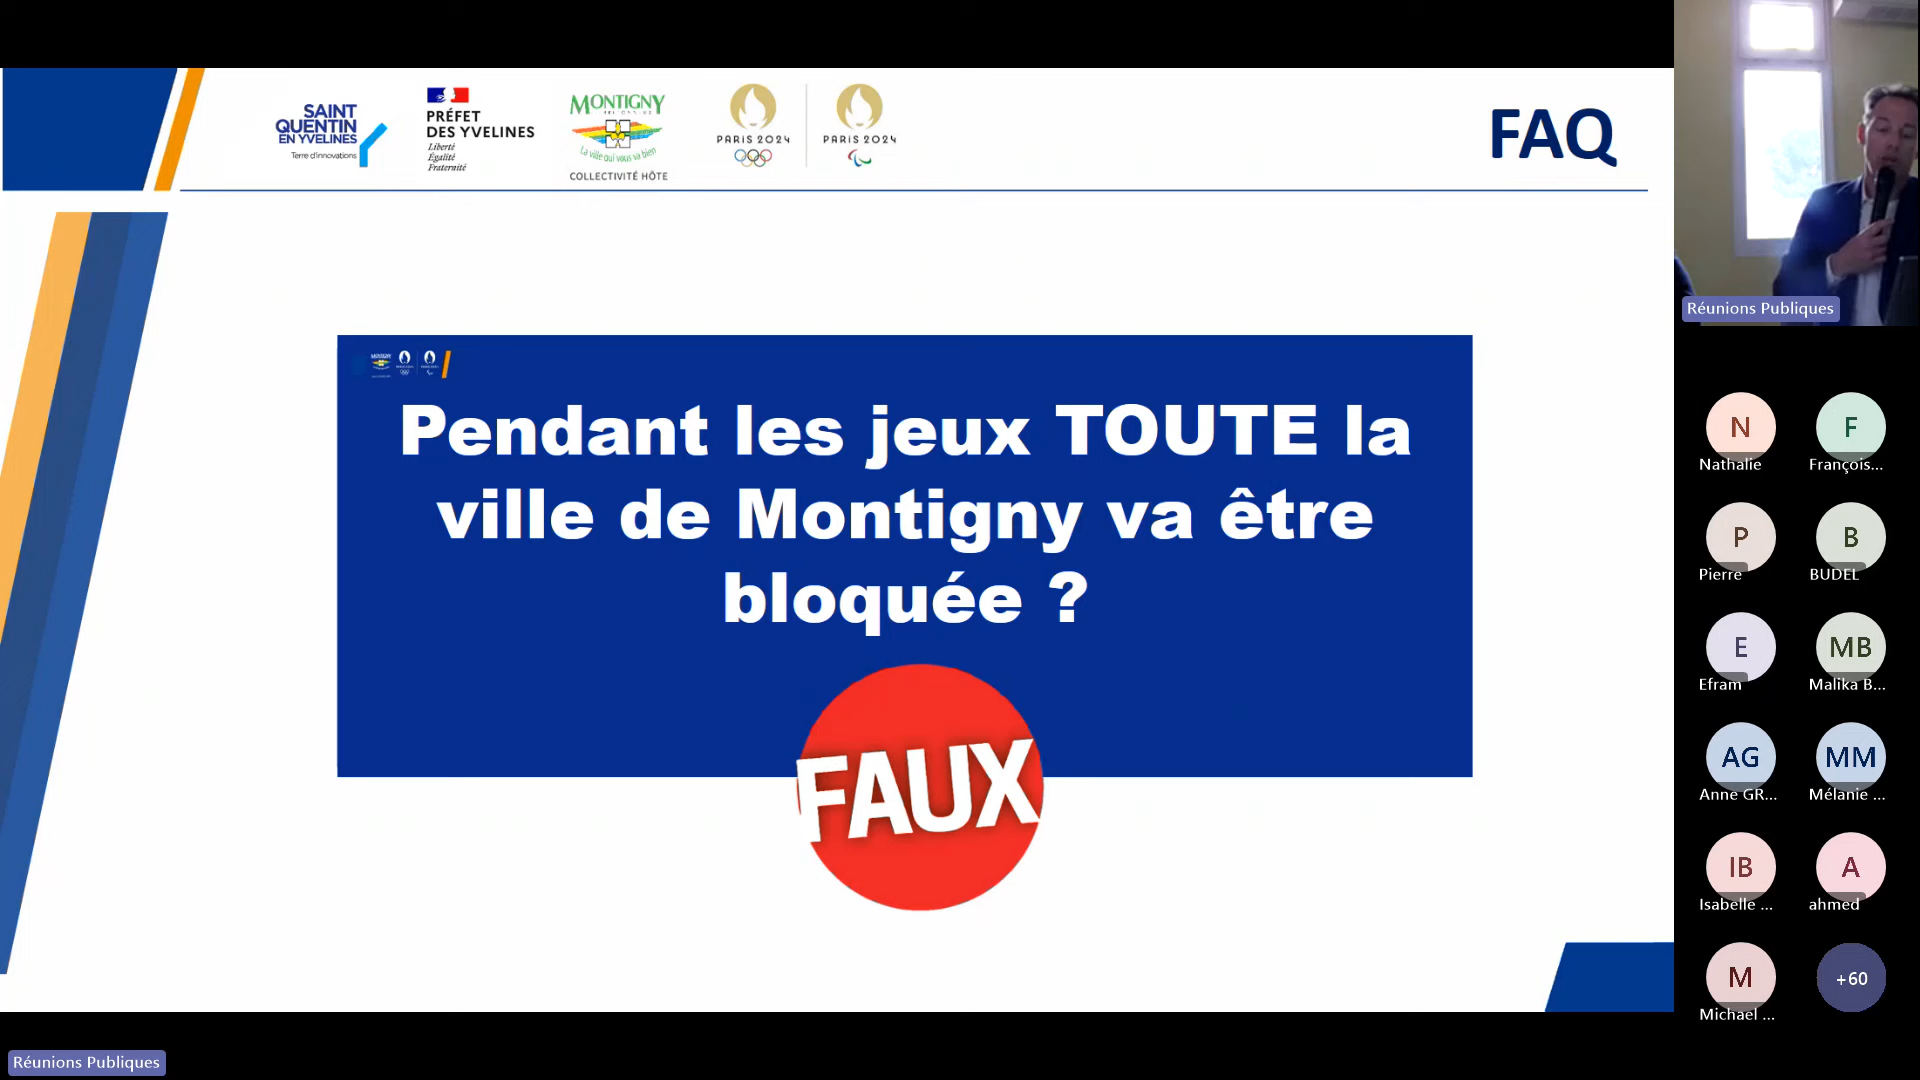 SAINT
QUENTIN
EN YVELINES
Terre d'innovations
PRÉFET
DES YVELINES
Liberté
Égalité
Fraternité
MONTIGNY
La ville qui vous va bien
COLLECTIVITÉ HÔTE
PARIS 2024
PARIS 2024
FAQ
MONTIGNY
Pendant les jeux TOUTE la
ville de Montigny va être
bloquée ?
FAUX
Réunions Publiques
N
Nathalie
F
François...
P
Pierre
B
BUDEL
E
Efram
MB
Malika B...
AG
Anne GR...
MM
Mélanie ...
IB
Isabelle ...
A
ahmed
M
Michael ...
+60
Réunions Publiques